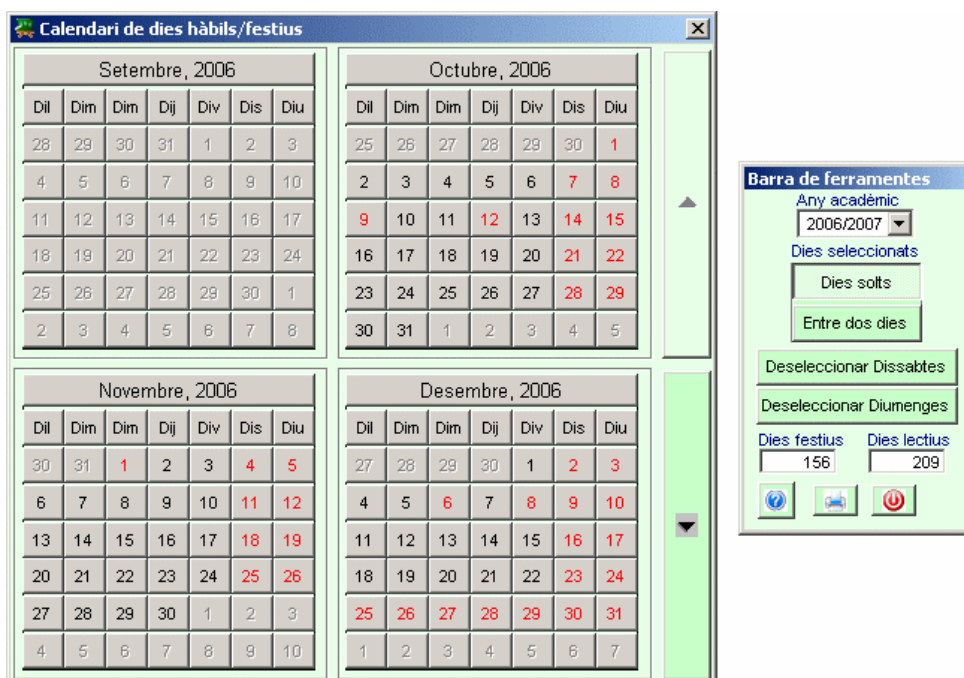 Calendari de dies hàbils/festius
Setembre, 2006
Dil Dim Dim Dij Div Dis Diu
28 29 30 31 1 2 3
4 5 6 7 8 9 10
11 12 13 14 15 16 17
18 19 20 21 22 23 24
25 26 27 28 29 30 1
2 3 4 5 6 7 8
Octubre, 2006
Dil Dim Dim Dij Div Dis Diu
25 26 27 28 29 30 1
2 3 4 5 6 7 8
9 10 11 12 13 14 15
16 17 18 19 20 21 22
23 24 25 26 27 28 29
30 31 1 2 3 4 5
Novembre, 2006
Dil Dim Dim Dij Div Dis Diu
30 31 1 2 3 4 5
6 7 8 9 10 11 12
13 14 15 16 17 18 19
20 21 22 23 24 25 26
27 28 29 30 1 2 3
4 5 6 7 8 9 10
Desembre, 2006
Dil Dim Dim Dij Div Dis Diu
27 28 29 30 1 2 3
4 5 6 7 8 9 10
11 12 13 14 15 16 17
18 19 20 21 22 23 24
25 26 27 28 29 30 31
1 2 3 4 5 6 7
Barra de ferramentes
Any acadèmic
2006/2007
Dies seleccionats
Dies solts
Entre dos dies
Deseleccionar Dissabtes
Deseleccionar Diumenges
Dies festius Dies lectius
156 209